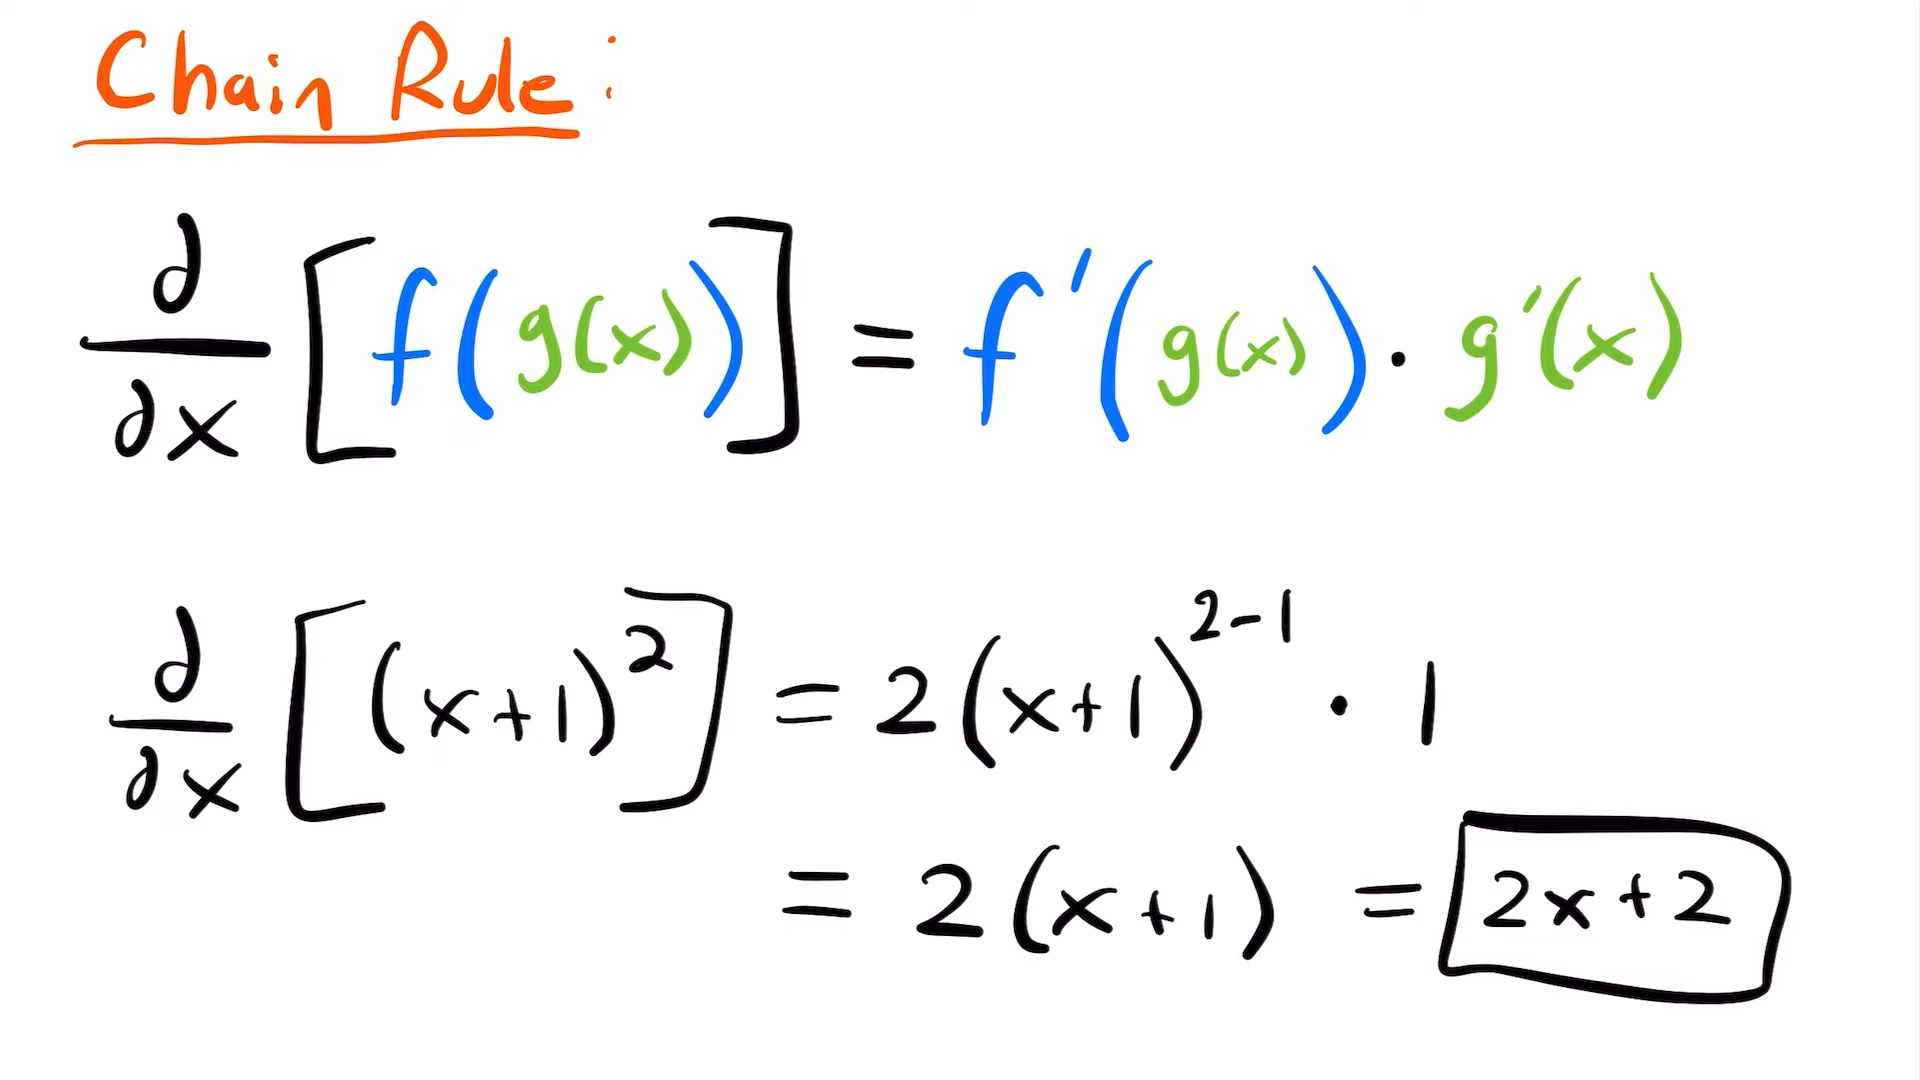 Chain Rule:
∂/∂x [f(g(x))] = f'(g(x)) · g'(x)
∂/∂x [(x+1)²] = 2(x+1)²⁻¹ · 1
= 2(x+1) = 2x+2